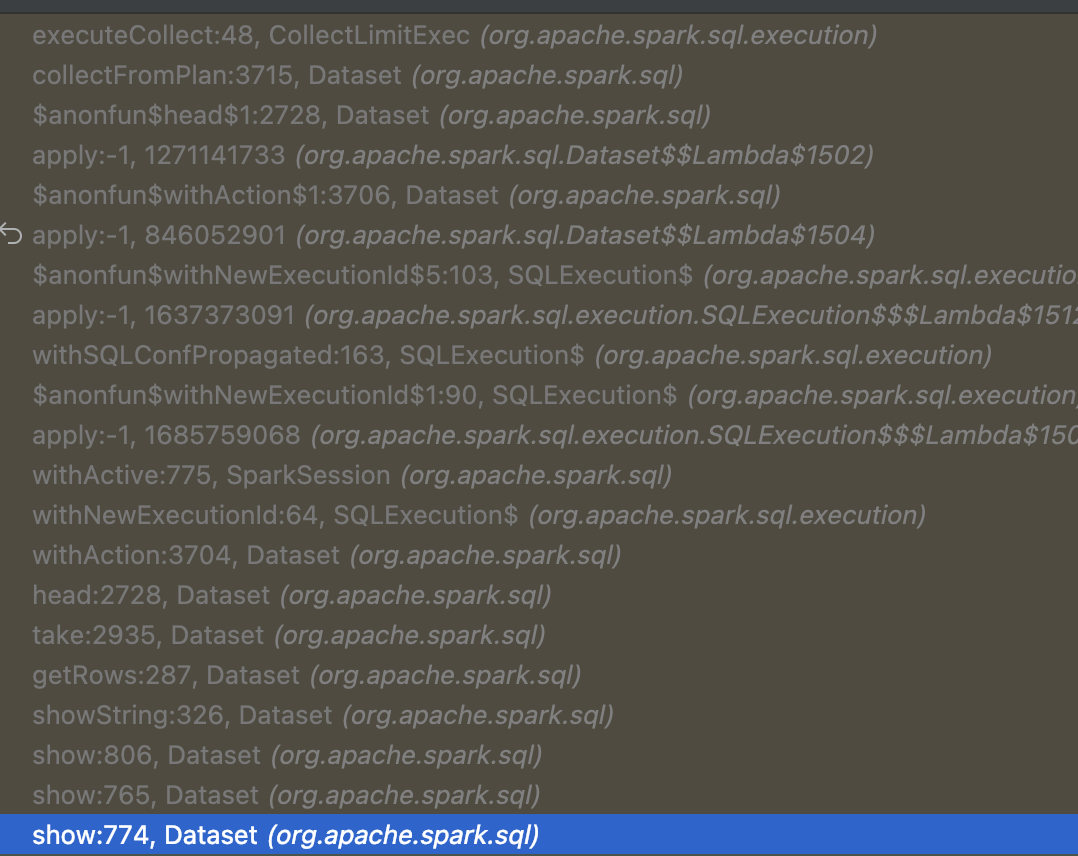 executeCollect:48, CollectLimitExec (org.apache.spark.sql.execution)
collectFromPlan:3715, Dataset (org.apache.spark.sql)
$anonfun$head$1:2728, Dataset (org.apache.spark.sql)
apply:-1, 1271141733 (org.apache.spark.sql.Dataset$$Lambda$1502)
$anonfun$withAction$1:3706, Dataset (org.apache.spark.sql)
apply:-1, 846052901 (org.apache.spark.sql.Dataset$$Lambda$1504)
$anonfun$withNewExecutionId$5:103, SQLExecution$ (org.apache.spark.sql.executio
apply:-1, 1637373091 (org.apache.spark.sql.execution.SQLExecution$$$Lambda$1512
withSQLConfPropagated:163, SQLExecution$ (org.apache.spark.sql.execution)
$anonfun$withNewExecutionId$1:90, SQLExecution$ (org.apache.spark.sql.execution)
apply:-1, 1685759068 (org.apache.spark.sql.execution.SQLExecution$$$Lambda$150
withActive:775, SparkSession (org.apache.spark.sql)
withNewExecutionId:64, SQLExecution$ (org.apache.spark.sql.execution)
withAction:3704, Dataset (org.apache.spark.sql)
head:2728, Dataset (org.apache.spark.sql)
take:2935, Dataset (org.apache.spark.sql)
getRows:287, Dataset (org.apache.spark.sql)
showString:326, Dataset (org.apache.spark.sql)
show:806, Dataset (org.apache.spark.sql)
show:765, Dataset (org.apache.spark.sql)
show:774, Dataset (org.apache.spark.sql)